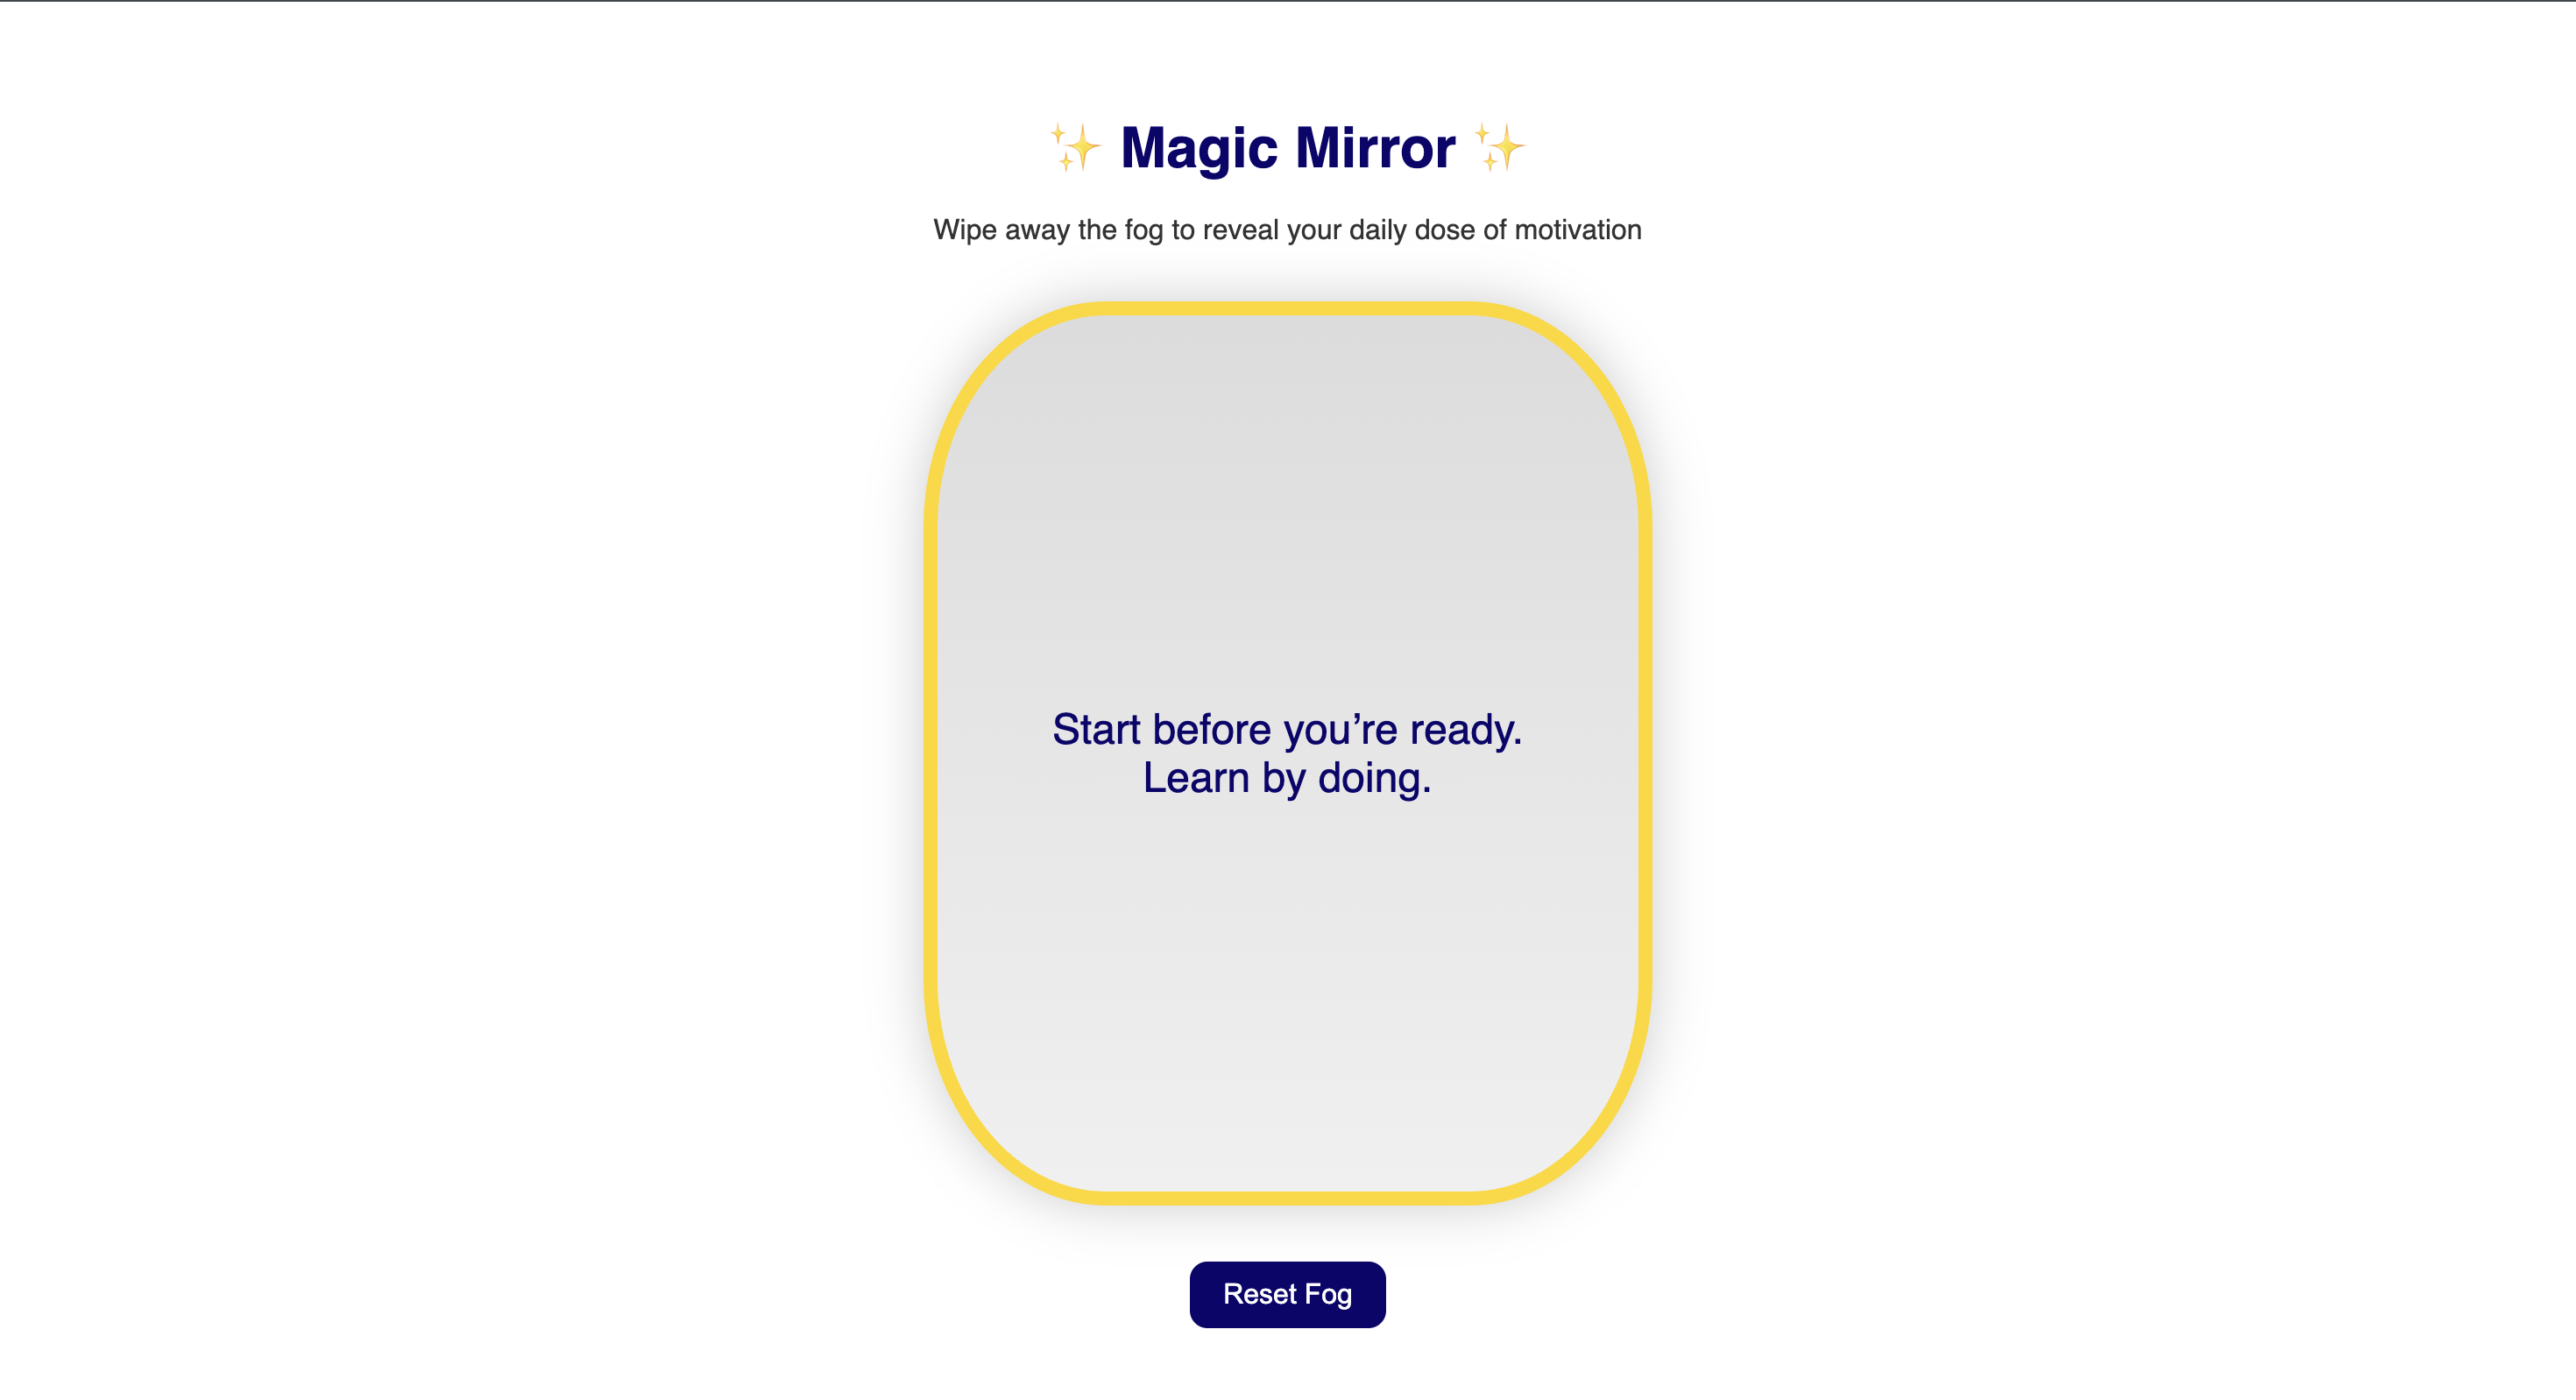 ✨ Magic Mirror ✨
Wipe away the fog to reveal your daily dose of motivation
Start before you’re ready.
Learn by doing.
Reset Fog